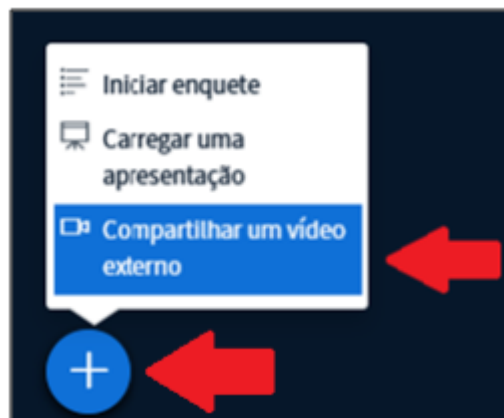 Iniciar enquete
Carregar uma
apresentação
Compartilhar um vídeo
externo